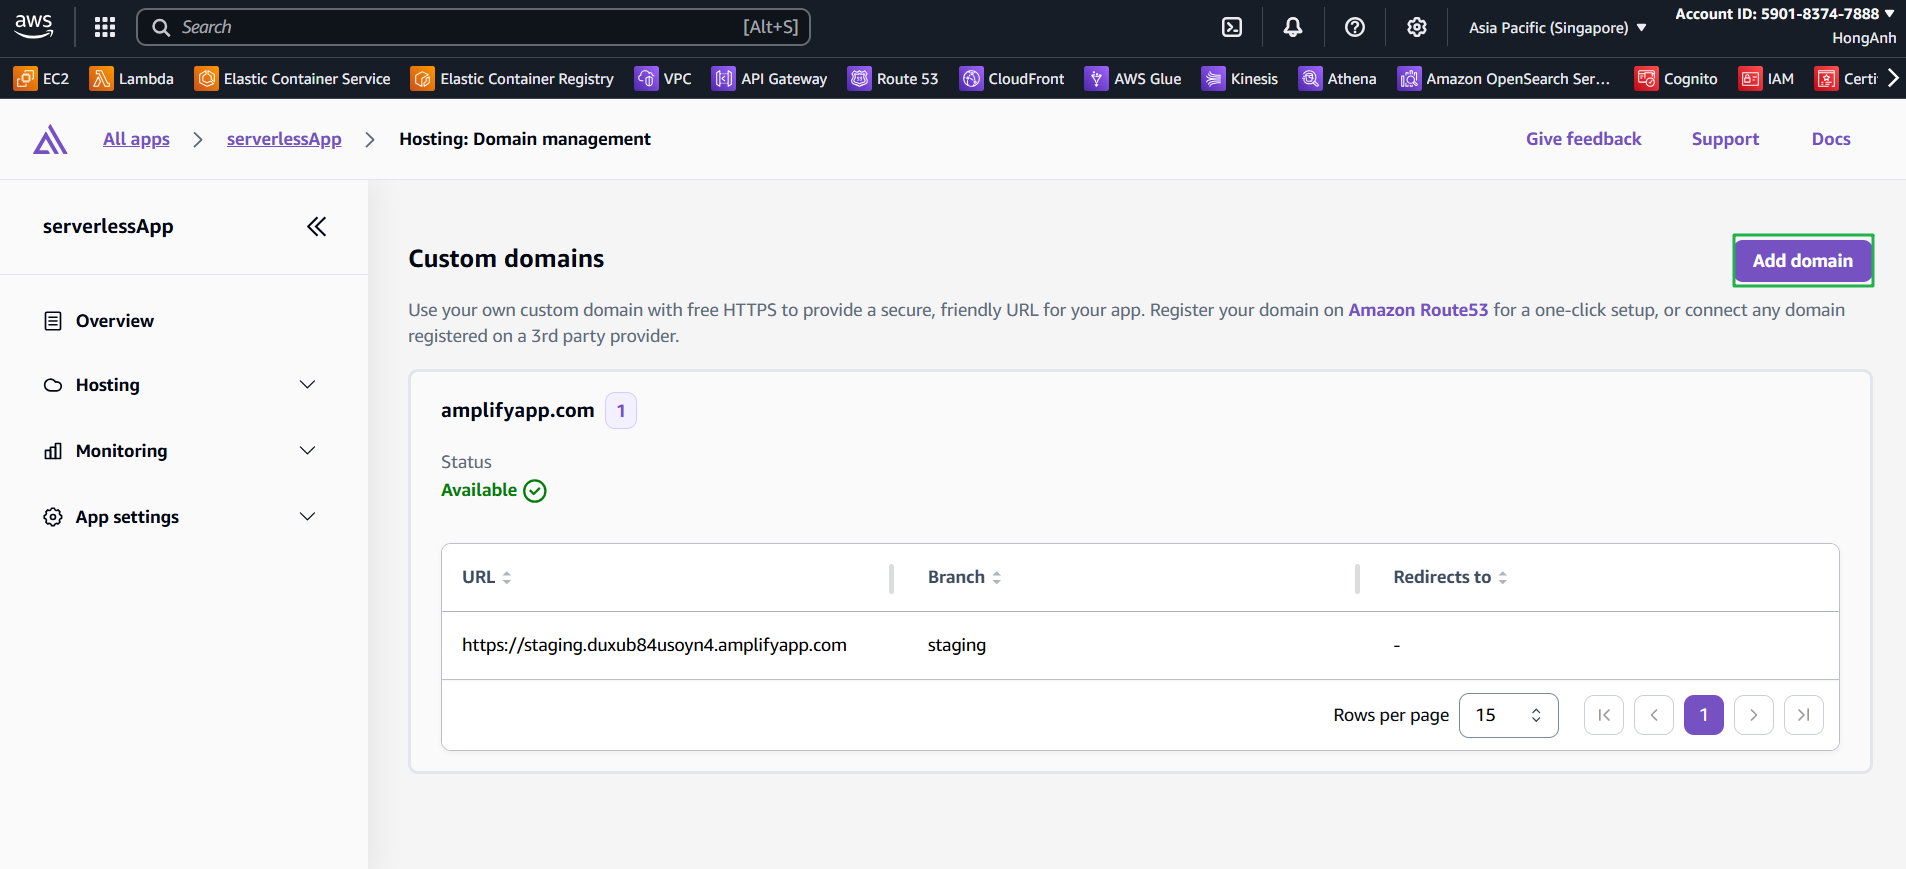 aws
Search [Alt+S]
Asia Pacific (Singapore)
Account ID: 5901-8374-7888
HongAnh
EC2 Lambda Elastic Container Service Elastic Container Registry VPC API Gateway Route 53 CloudFront AWS Glue Kinesis Athena Amazon OpenSearch Ser... Cognito IAM Certi
All apps serverlessApp Hosting: Domain management Give feedback Support Docs
serverlessApp
Overview
Hosting
Monitoring
App settings
Custom domains
Add domain
Use your own custom domain with free HTTPS to provide a secure, friendly URL for your app. Register your domain on Amazon Route53 for a one-click setup, or connect any domain
registered on a 3rd party provider.
amplifyapp.com 1
Status
Available
URL Branch Redirects to
https://staging.duxub84usoyn4.amplifyapp.com staging -
Rows per page 15 1